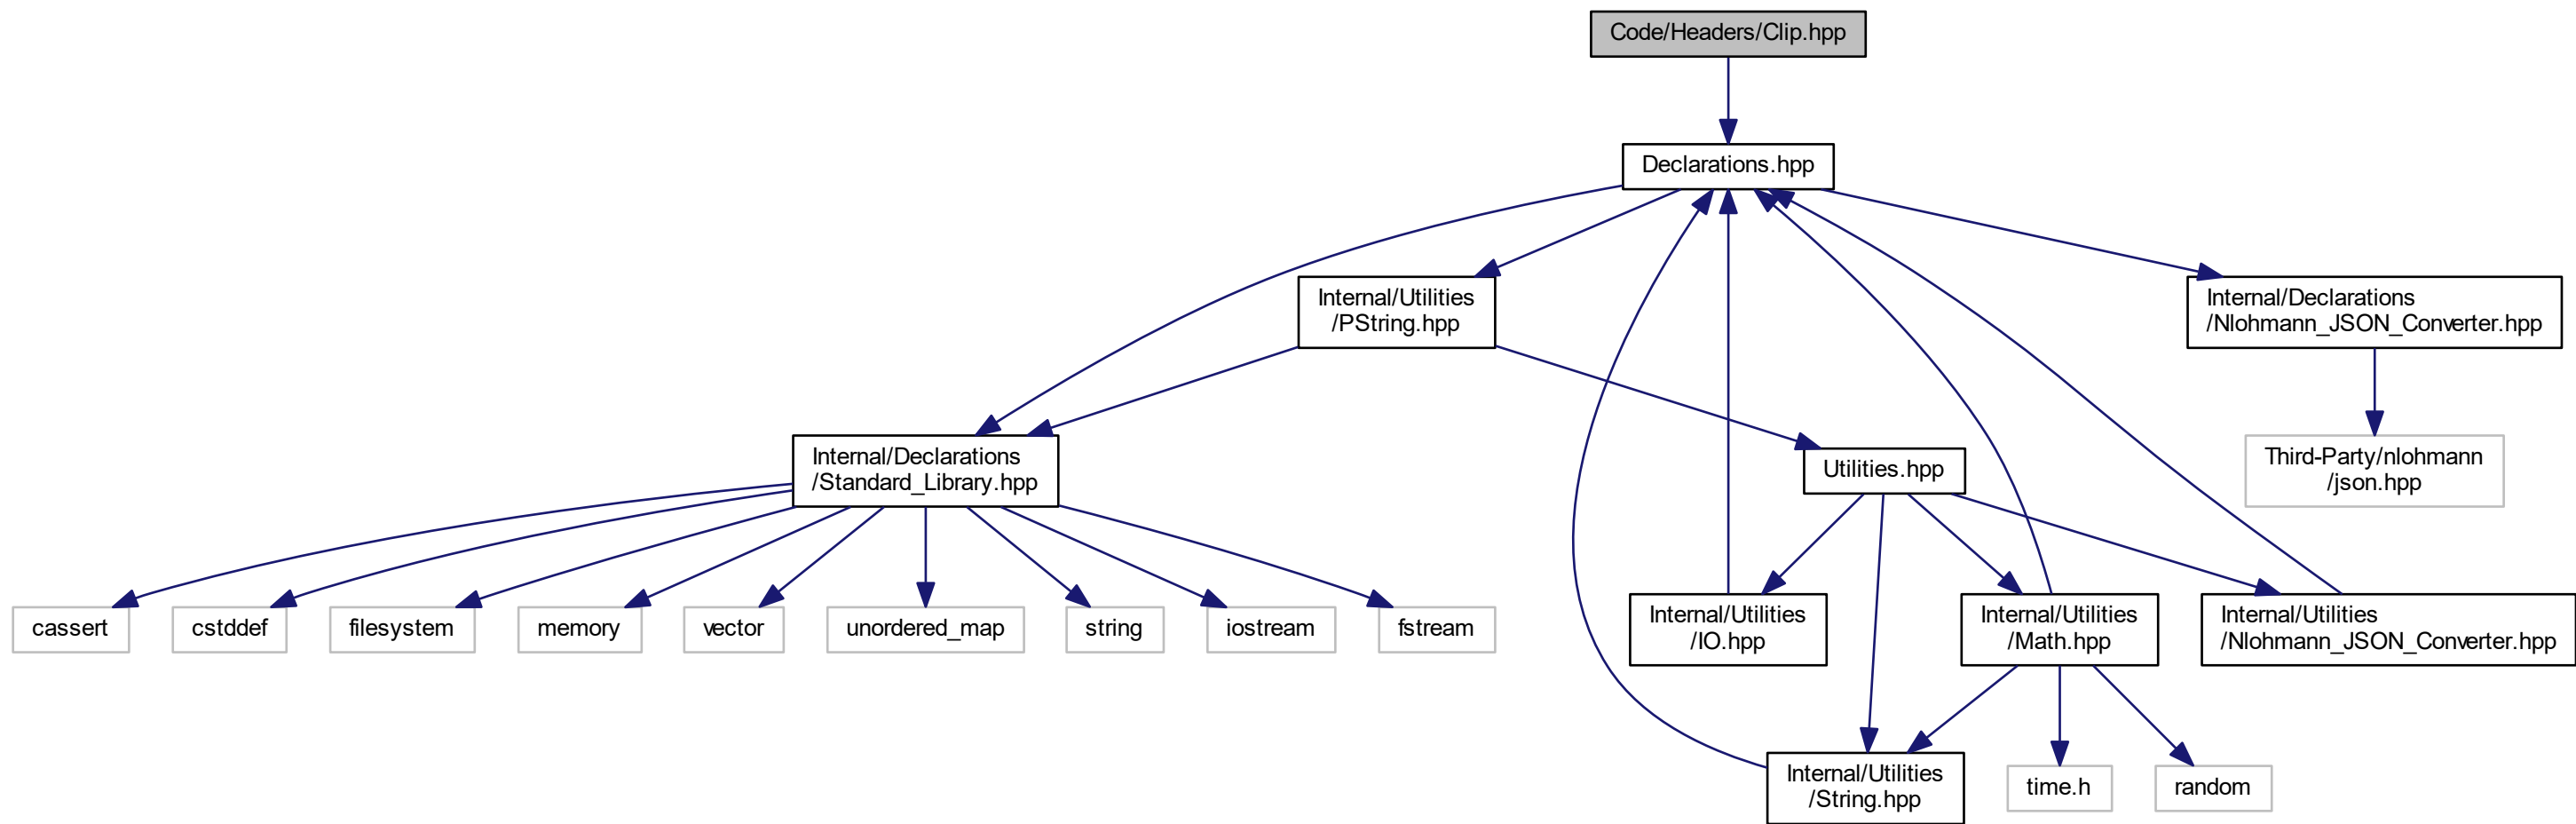 Code/Headers/Clip.hpp
Declarations.hpp
Internal/Utilities
/PString.hpp
Internal/Declarations
/Nlohmann_JSON_Converter.hpp
Internal/Declarations
/Standard_Library.hpp
Utilities.hpp
Third-Party/nlohmann
/json.hpp
cassert
cstddef
filesystem
memory
vector
unordered_map
string
iostream
fstream
Internal/Utilities
/IO.hpp
Internal/Utilities
/Math.hpp
Internal/Utilities
/Nlohmann_JSON_Converter.hpp
Internal/Utilities
/String.hpp
time.h
random